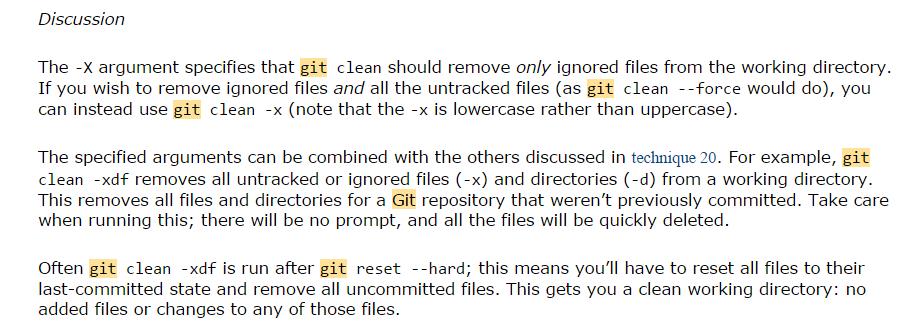 Discussion
The -X argument specifies that git clean should remove only ignored files from the working directory.
If you wish to remove ignored files and all the untracked files (as git clean --force would do), you
can instead use git clean -x (note that the -x is lowercase rather than uppercase).
The specified arguments can be combined with the others discussed in technique 20. For example, git
clean -xdf removes all untracked or ignored files (-x) and directories (-d) from a working directory.
This removes all files and directories for a Git repository that weren't previously committed. Take care
when running this; there will be no prompt, and all the files will be quickly deleted.
Often git clean -xdf is run after git reset --hard; this means you'll have to reset all files to their
last-committed state and remove all uncommitted files. This gets you a clean working directory: no
added files or changes to any of those files.